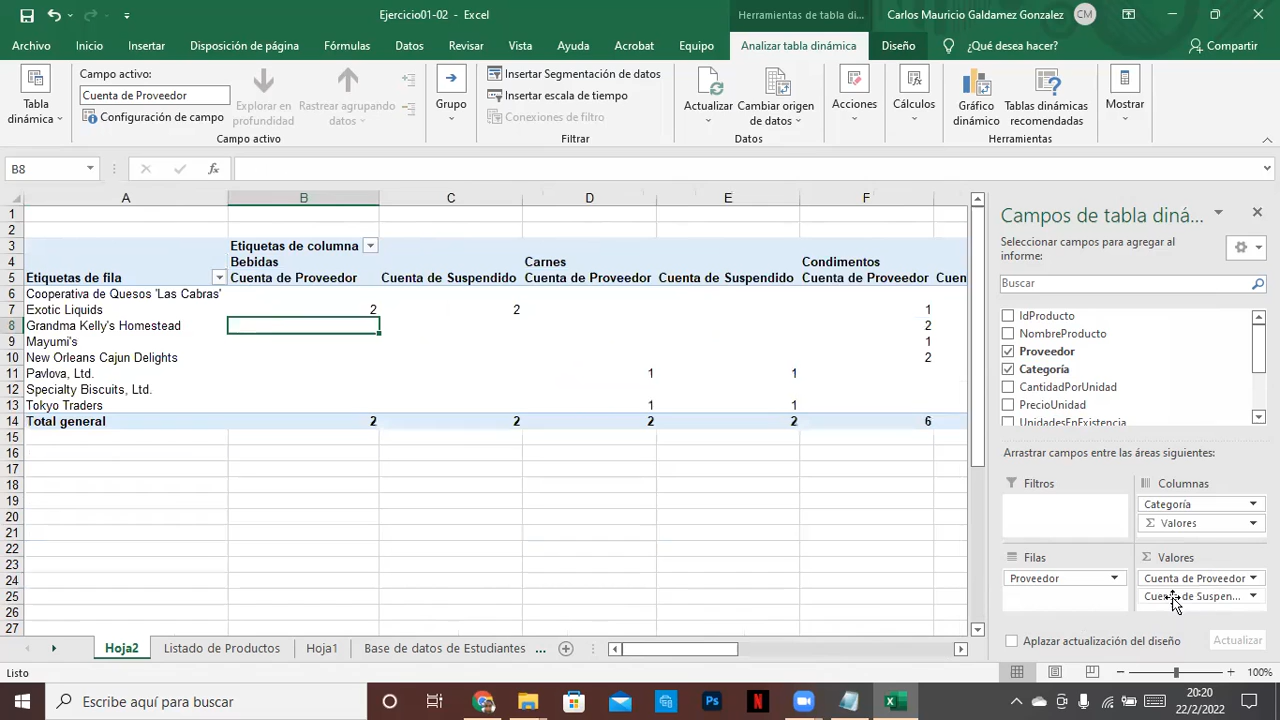 Ejercicio01-02 - Excel
Herramientas de tabla di...
Carlos Mauricio Galdamez Gonzalez
CM
Archivo Inicio Insertar Disposición de página Fórmulas Datos Revisar Vista Ayuda Acrobat Equipo Analizar tabla dinámica Diseño ¿Qué desea hacer? Compartir
Tabla dinámica
Campo activo:
Cuenta de Proveedor
Configuración de campo
Explorar en profundidad
Rastrear agrupando datos
Campo activo
Grupo
Insertar Segmentación de datos
Insertar escala de tiempo
Conexiones de filtro
Filtrar
Actualizar
Cambiar origen de datos
Datos
Acciones
Cálculos
Gráfico dinámico
Tablas dinámicas recomendadas
Herramientas
Mostrar
B8
fx
A B C D E F
1
2
3 Etiquetas de columna
4 Bebidas Carnes Condimentos
5 Etiquetas de fila Cuenta de Proveedor Cuenta de Suspendido Cuenta de Proveedor Cuenta de Suspendido Cuenta de Proveedor Cuen
6 Cooperativa de Quesos 'Las Cabras'
7 Exotic Liquids 2 2 1
8 Grandma Kelly's Homestead 2
9 Mayumi's 1
10 New Orleans Cajun Delights 2
11 Pavlova, Ltd. 1 1
12 Specialty Biscuits, Ltd.
13 Tokyo Traders 1 1
14 Total general 2 2 2 2 6
15
16
17
18
19
20
21
22
23
24
25
26
27
Campos de tabla diná...
Seleccionar campos para agregar al informe:
Buscar
IdProducto
NombreProducto
Proveedor
Categoría
CantidadPorUnidad
PrecioUnidad
UnidadesEnExistencia
Arrastrar campos entre las áreas siguientes:
Filtros
Columnas
Categoría
Σ Valores
Filas
Proveedor
Σ Valores
Cuenta de Proveedor
Cuenta de Suspen...
Aplazar actualización del diseño
Actualizar
Hoja2 Listado de Productos Hoja1 Base de datos de Estudiantes ...
Listo
100%
Escribe aquí para buscar
Ps
20:20
22/2/2022